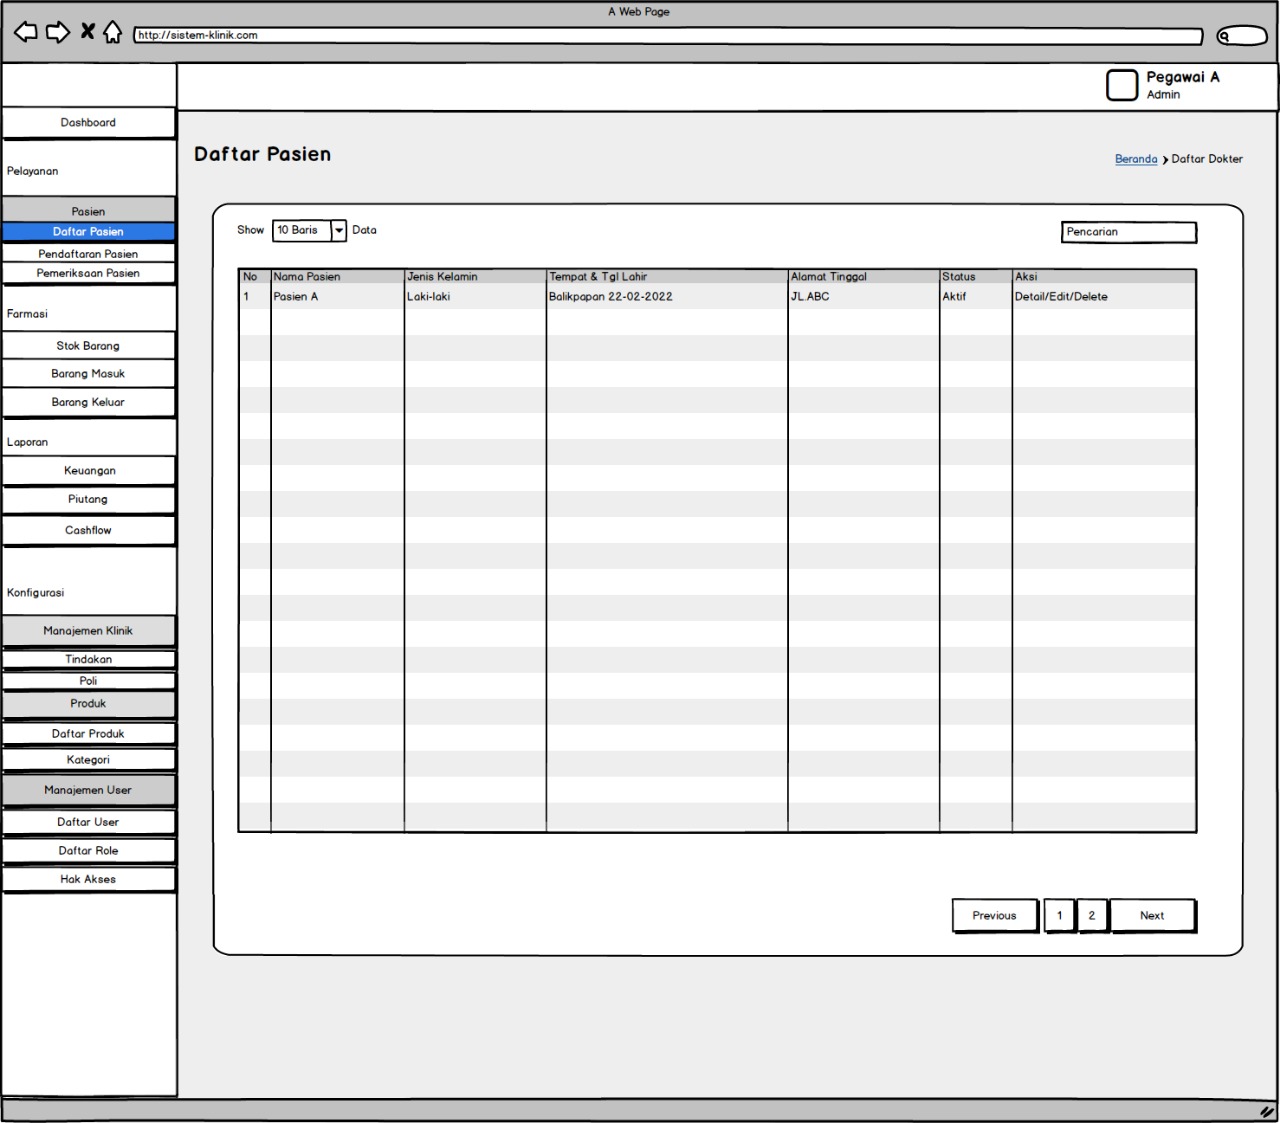 A Web Page
http://sistem-klinik.com
Pegawai A
Admin
Dashboard
Pelayanan
Pasien
Daftar Pasien
Pendaftaran Pasien
Pemeriksaan Pasien
Farmasi
Stok Barang
Barang Masuk
Barang Keluar
Laporan
Keuangan
Piutang
Cashflow
Konfigurasi
Manajemen Klinik
Tindakan
Poli
Produk
Daftar Produk
Kategori
Manajemen User
Daftar User
Daftar Role
Hak Akses
Daftar Pasien
Beranda Daftar Dokter
Show 10 Baris Data
Pencarian
No Nama Pasien Jenis Kelamin Tempat & Tgl Lahir Alamat Tinggal Status Aksi
1 Pasien A Laki-laki Balikpapan 22-02-2022 JL.ABC Aktif Detail/Edit/Delete
Previous 1 2 Next